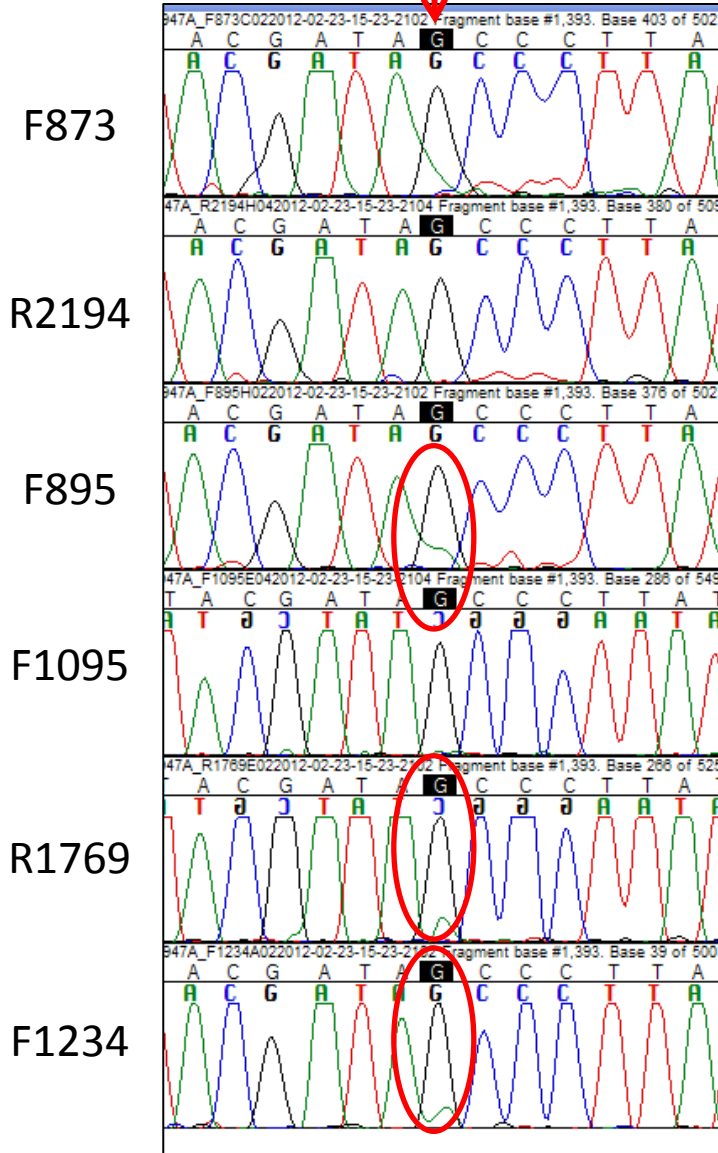 947A_F873C022012-02-23-15-23-2102 Fragment base #1,393. Base 403 of 502
A C G A T A G C C C T T A
A C G A T A G C C C T T A
F873
47A_R2194H042012-02-23-15-23-2104 Fragment base #1,393. Base 380 of 509
A C G A T A G C C C T T A
A C G A T A G C C C T T A
R2194
947A_F895H022012-02-23-15-23-2102 Fragment base #1,393. Base 376 of 502
A C G A T A G C C C T T A
A C G A T A G C C C T T A
F895
47A_F1095E042012-02-23-15-23-2104 Fragment base #1,393. Base 286 of 549
T A C G A T A G C C C T T A T
A T G C T A T C G G G A A T A
F1095
47A_R1769E022012-02-23-15-23-2102 Fragment base #1,393. Base 266 of 525
T A C G A T A G C C C T T A T
T G C T A T C G G G A A T A
R1769
947A_F1234A022012-02-23-15-23-2102 Fragment base #1,393. Base 39 of 500
A C G A T A G C C C T T A
A C G A T A G C C C T T A
F1234